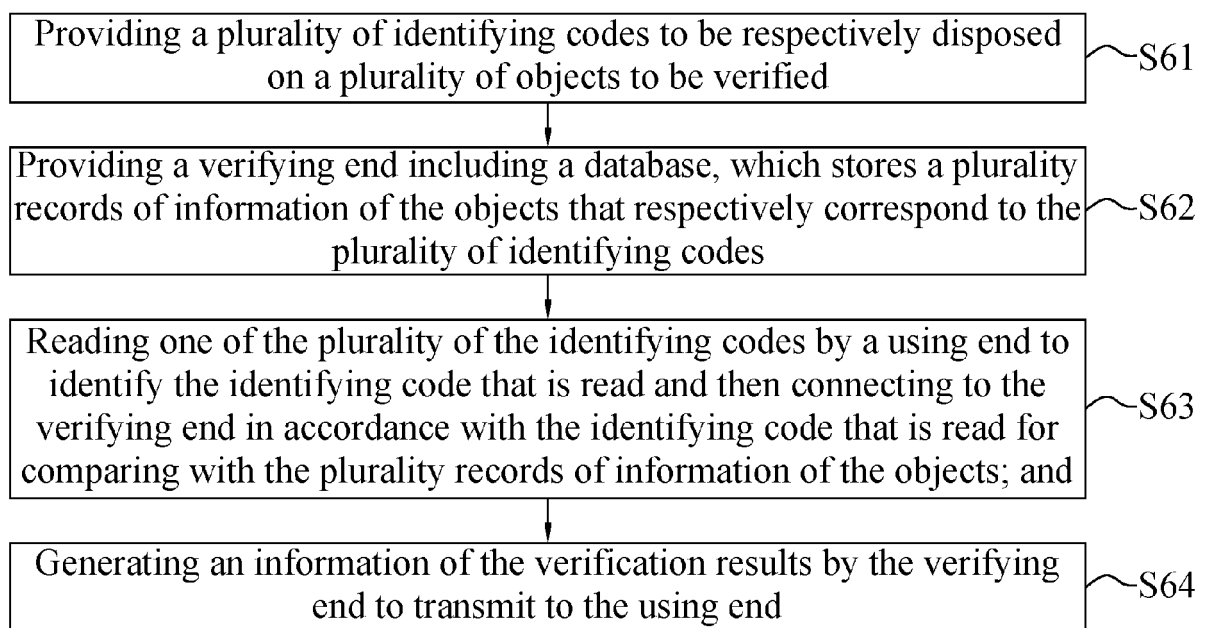 Providing a plurality of identifying codes to be respectively disposed
on a plurality of objects to be verified
S61
Providing a verifying end including a database, which stores a plurality
records of information of the objects that respectively correspond to the
plurality of identifying codes
S62
Reading one of the plurality of the identifying codes by a using end to
identify the identifying code that is read and then connecting to the
verifying end in accordance with the identifying code that is read for
comparing with the plurality records of information of the objects; and
S63
Generating an information of the verification results by the verifying
end to transmit to the using end
S64